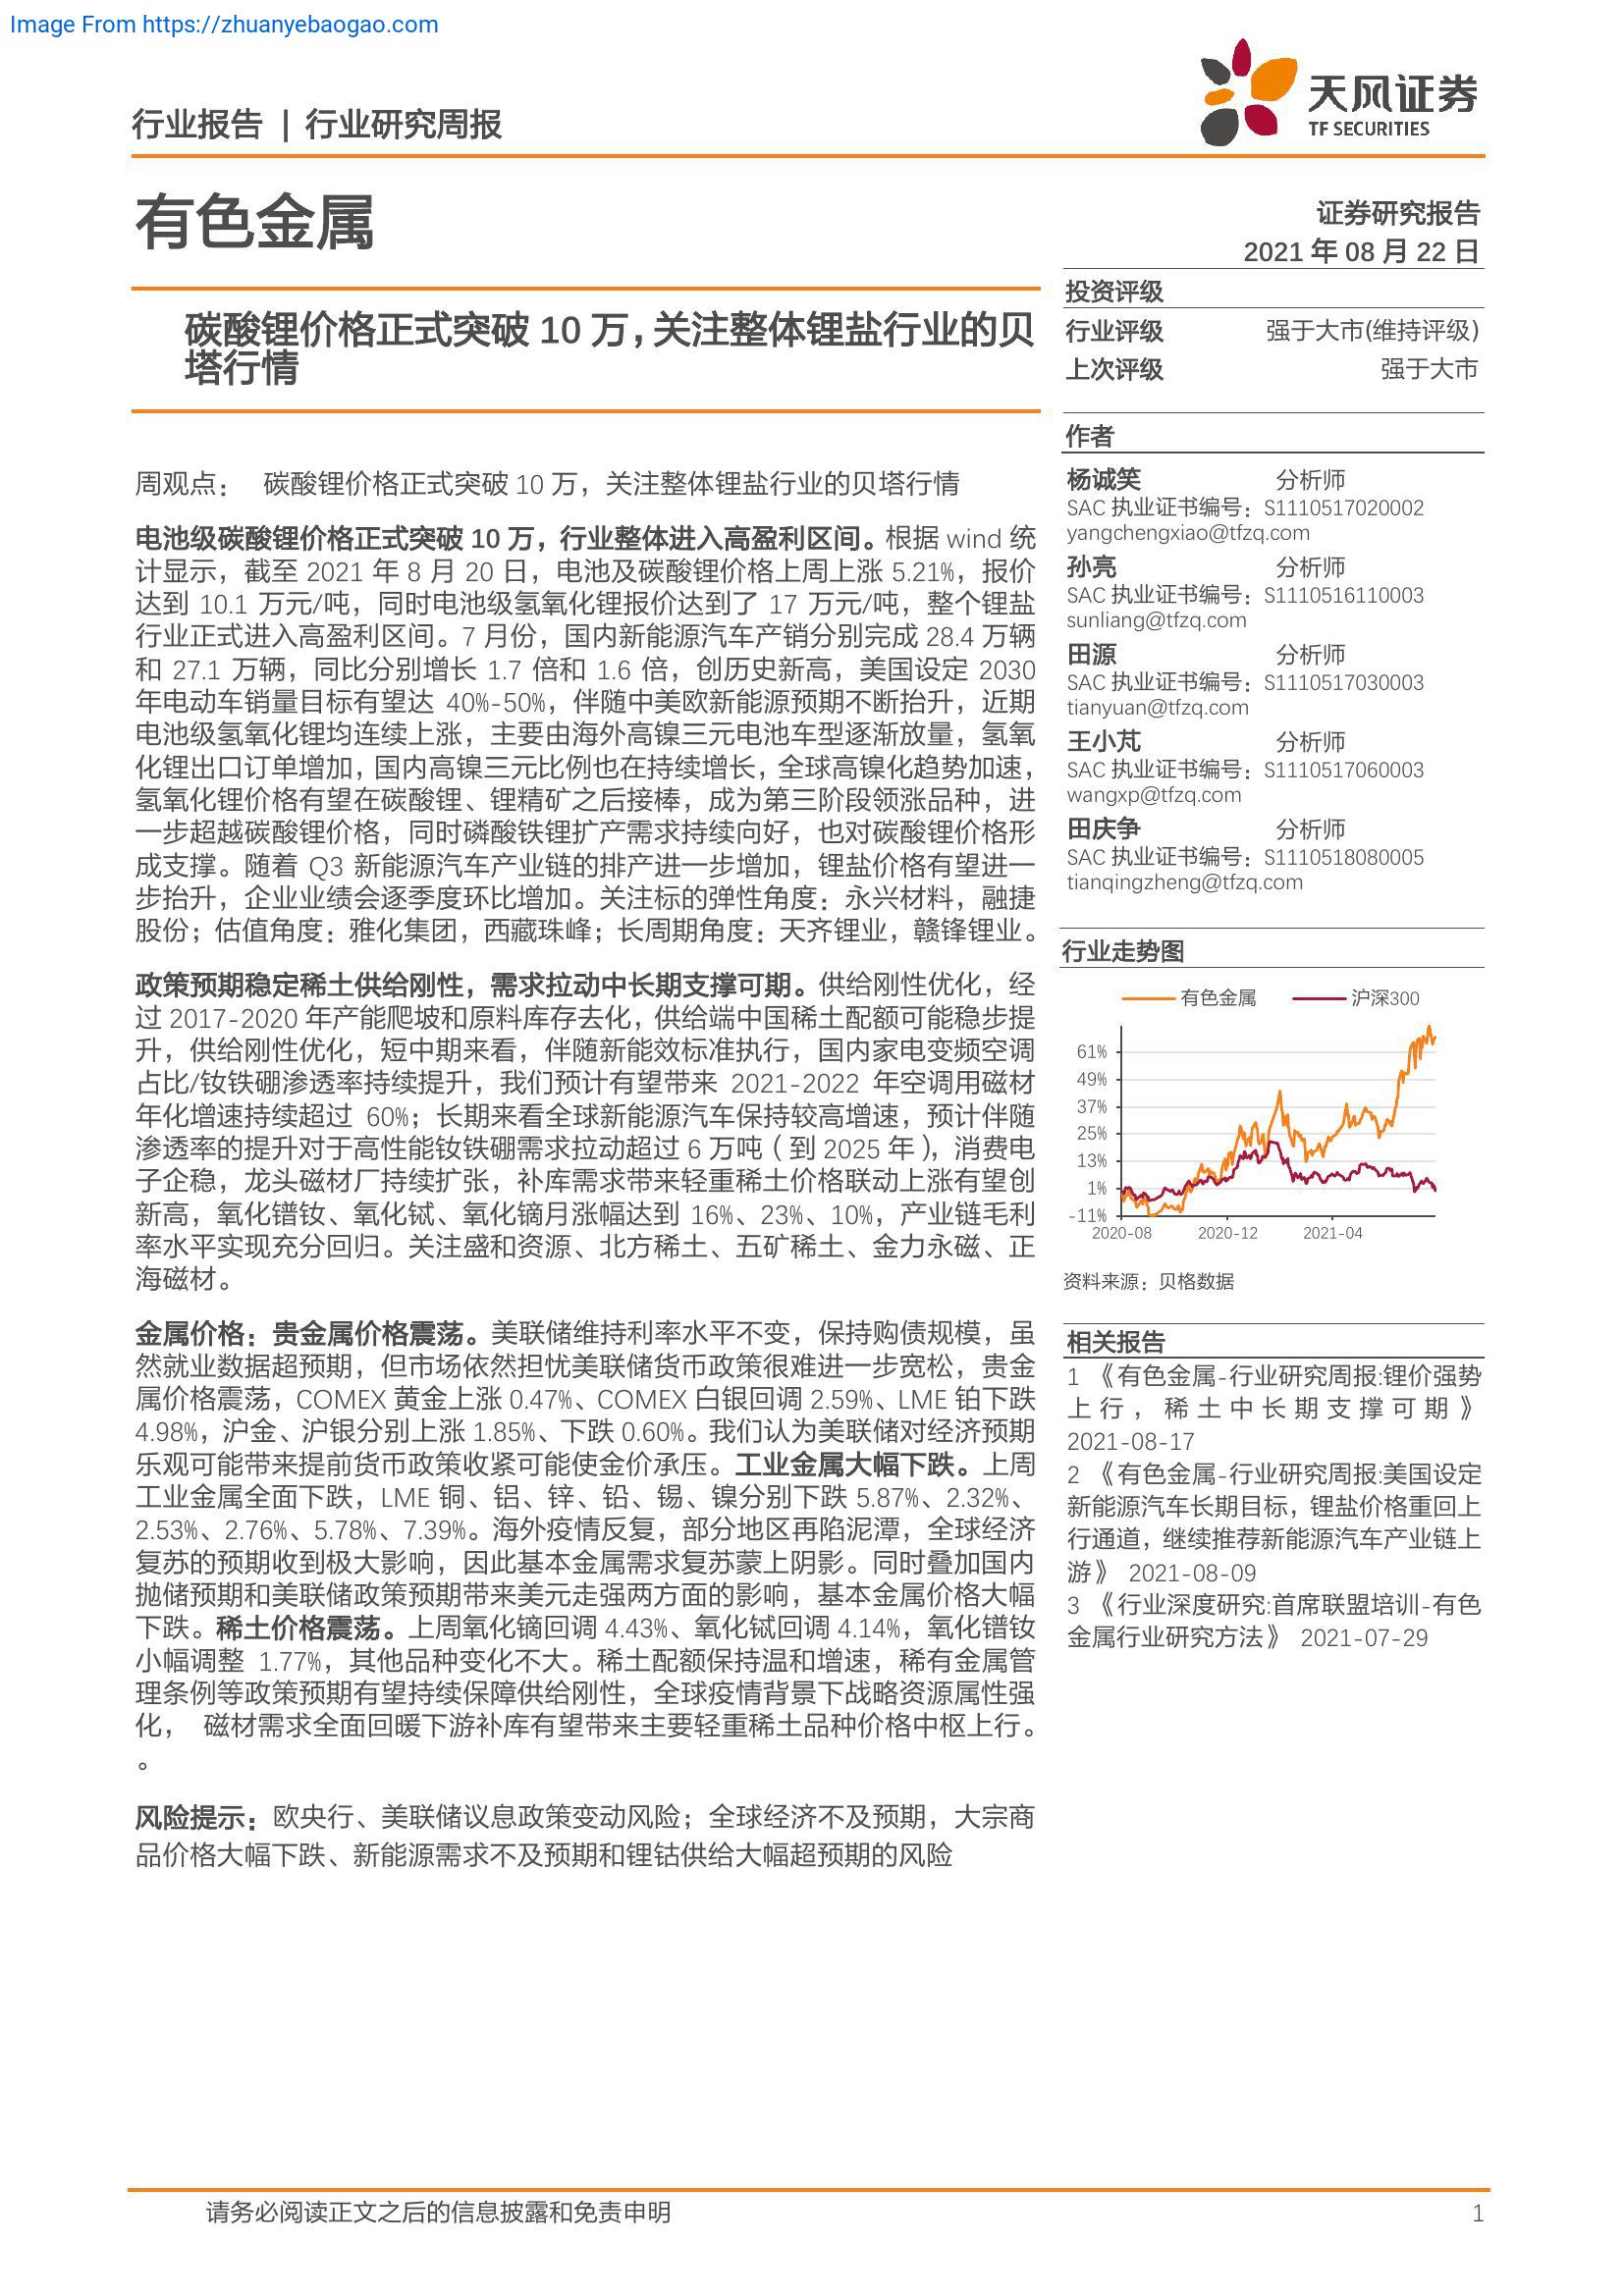 Image From https://zhuanyebaogao.com
行业报告 | 行业研究周报
天风证券
TF SECURITIES
有色金属
证券研究报告
2021 年 08 月 22 日
碳酸锂价格正式突破 10 万，关注整体锂盐行业的贝
塔行情
周观点： 碳酸锂价格正式突破 10 万，关注整体锂盐行业的贝塔行情
电池级碳酸锂价格正式突破 10 万，行业整体进入高盈利区间。根据 wind 统
计显示，截至 2021 年 8 月 20 日，电池及碳酸锂价格上周上涨 5.21%，报价
达到 10.1 万元/吨，同时电池级氢氧化锂报价达到了 17 万元/吨，整个锂盐
行业正式进入高盈利区间。7 月份，国内新能源汽车产销分别完成 28.4 万辆
和 27.1 万辆，同比分别增长 1.7 倍和 1.6 倍，创历史新高，美国设定 2030
年电动车销量目标有望达 40%-50%，伴随中美欧新能源预期不断抬升，近期
电池级氢氧化锂均连续上涨，主要由海外高镍三元电池车型逐渐放量，氢氧
化锂出口订单增加，国内高镍三元比例也在持续增长，全球高镍化趋势加速，
氢氧化锂价格有望在碳酸锂、锂精矿之后接棒，成为第三阶段领涨品种，进
一步超越碳酸锂价格，同时磷酸铁锂扩产需求持续向好，也对碳酸锂价格形
成支撑。随着 Q3 新能源汽车产业链的排产进一步增加，锂盐价格有望进一
步抬升，企业业绩会逐季度环比增加。关注标的弹性角度：永兴材料，融捷
股份；估值角度：雅化集团，西藏珠峰；长周期角度：天齐锂业，赣锋锂业。
政策预期稳定稀土供给刚性，需求拉动中长期支撑可期。供给刚性优化，经
过 2017-2020 年产能爬坡和原料库存去化，供给端中国稀土配额可能稳步提
升，供给刚性优化，短中期来看，伴随新能效标准执行，国内家电变频空调
占比/钕铁硼渗透率持续提升，我们预计有望带来 2021-2022 年空调用磁材
年化增速持续超过 60%；长期来看全球新能源汽车保持较高增速，预计伴随
渗透率的提升对于高性能钕铁硼需求拉动超过 6 万吨（到 2025 年），消费电
子企稳，龙头磁材厂持续扩张，补库需求带来轻重稀土价格联动上涨有望创
新高，氧化镨钕、氧化铽、氧化镝月涨幅达到 16%、23%、10%，产业链毛利
率水平实现充分回归。关注盛和资源、北方稀土、五矿稀土、金力永磁、正
海磁材。
金属价格：贵金属价格震荡。美联储维持利率水平不变，保持购债规模，虽
然就业数据超预期，但市场依然担忧美联储货币政策很难进一步宽松，贵金
属价格震荡，COMEX 黄金上涨 0.47%、COMEX 白银回调 2.59%、LME 铂下跌
4.98%，沪金、沪银分别上涨 1.85%、下跌 0.60%。我们认为美联储对经济预期
乐观可能带来提前货币政策收紧可能使金价承压。工业金属大幅下跌。上周
工业金属全面下跌，LME 铜、铝、锌、铅、锡、镍分别下跌 5.87%、2.32%、
2.53%、2.76%、5.78%、7.39%。海外疫情反复，部分地区再陷泥潭，全球经济
复苏的预期收到极大影响，因此基本金属需求复苏蒙上阴影。同时叠加国内
抛储预期和美联储政策预期带来美元走强两方面的影响，基本金属价格大幅
下跌。稀土价格震荡。上周氧化镝回调 4.43%、氧化铽回调 4.14%，氧化镨钕
小幅调整 1.77%，其他品种变化不大。稀土配额保持温和增速，稀有金属管
理条例等政策预期有望持续保障供给刚性，全球疫情背景下战略资源属性强
化， 磁材需求全面回暖下游补库有望带来主要轻重稀土品种价格中枢上行。
。
风险提示：欧央行、美联储议息政策变动风险；全球经济不及预期，大宗商
品价格大幅下跌、新能源需求不及预期和锂钴供给大幅超预期的风险
投资评级
行业评级 强于大市(维持评级)
上次评级 强于大市
作者
杨诚笑 分析师
SAC 执业证书编号：S1110517020002
yangchengxiao@tfzq.com
孙亮 分析师
SAC 执业证书编号：S1110516110003
sunliang@tfzq.com
田源 分析师
SAC 执业证书编号：S1110517030003
tianyuan@tfzq.com
王小芃 分析师
SAC 执业证书编号：S1110517060003
wangxp@tfzq.com
田庆争 分析师
SAC 执业证书编号：S1110518080005
tianqingzheng@tfzq.com
行业走势图
有色金属 沪深300
61%
49%
37%
25%
13%
1%
-11%
2020-08 2020-12 2021-04
资料来源：贝格数据
相关报告
1 《有色金属-行业研究周报:锂价强势
上行，稀土中长期支撑可期》
2021-08-17
2 《有色金属-行业研究周报:美国设定
新能源汽车长期目标，锂盐价格重回上
行通道，继续推荐新能源汽车产业链上
游》 2021-08-09
3 《行业深度研究:首席联盟培训-有色
金属行业研究方法》 2021-07-29
请务必阅读正文之后的信息披露和免责申明 1